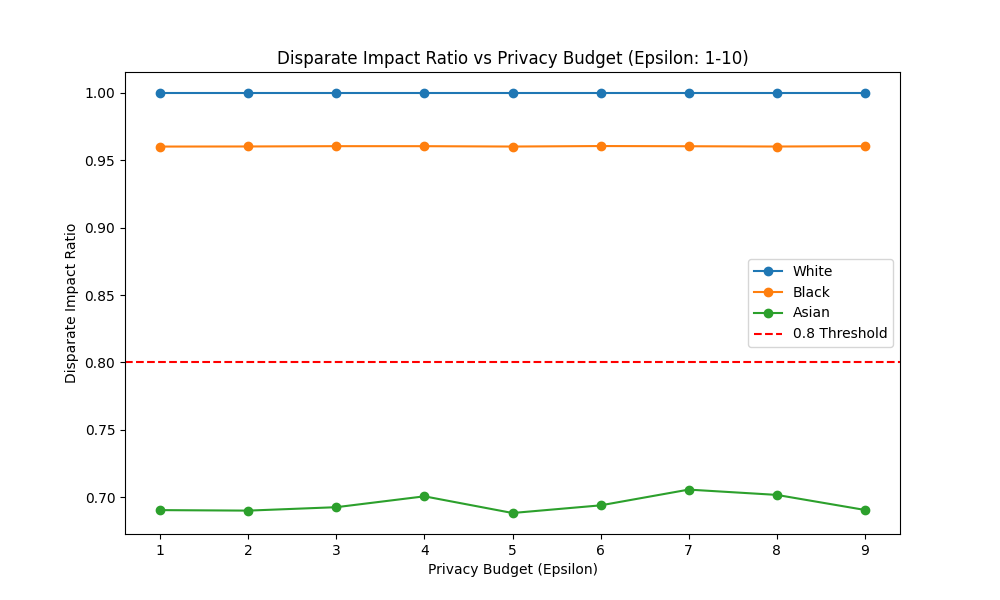 Disparate Impact Ratio vs Privacy Budget (Epsilon: 1-10)
Disparate Impact Ratio
1.00
0.95
0.90
0.85
0.80
0.75
0.70
White
Black
Asian
0.8 Threshold
1 2 3 4 5 6 7 8 9
Privacy Budget (Epsilon)